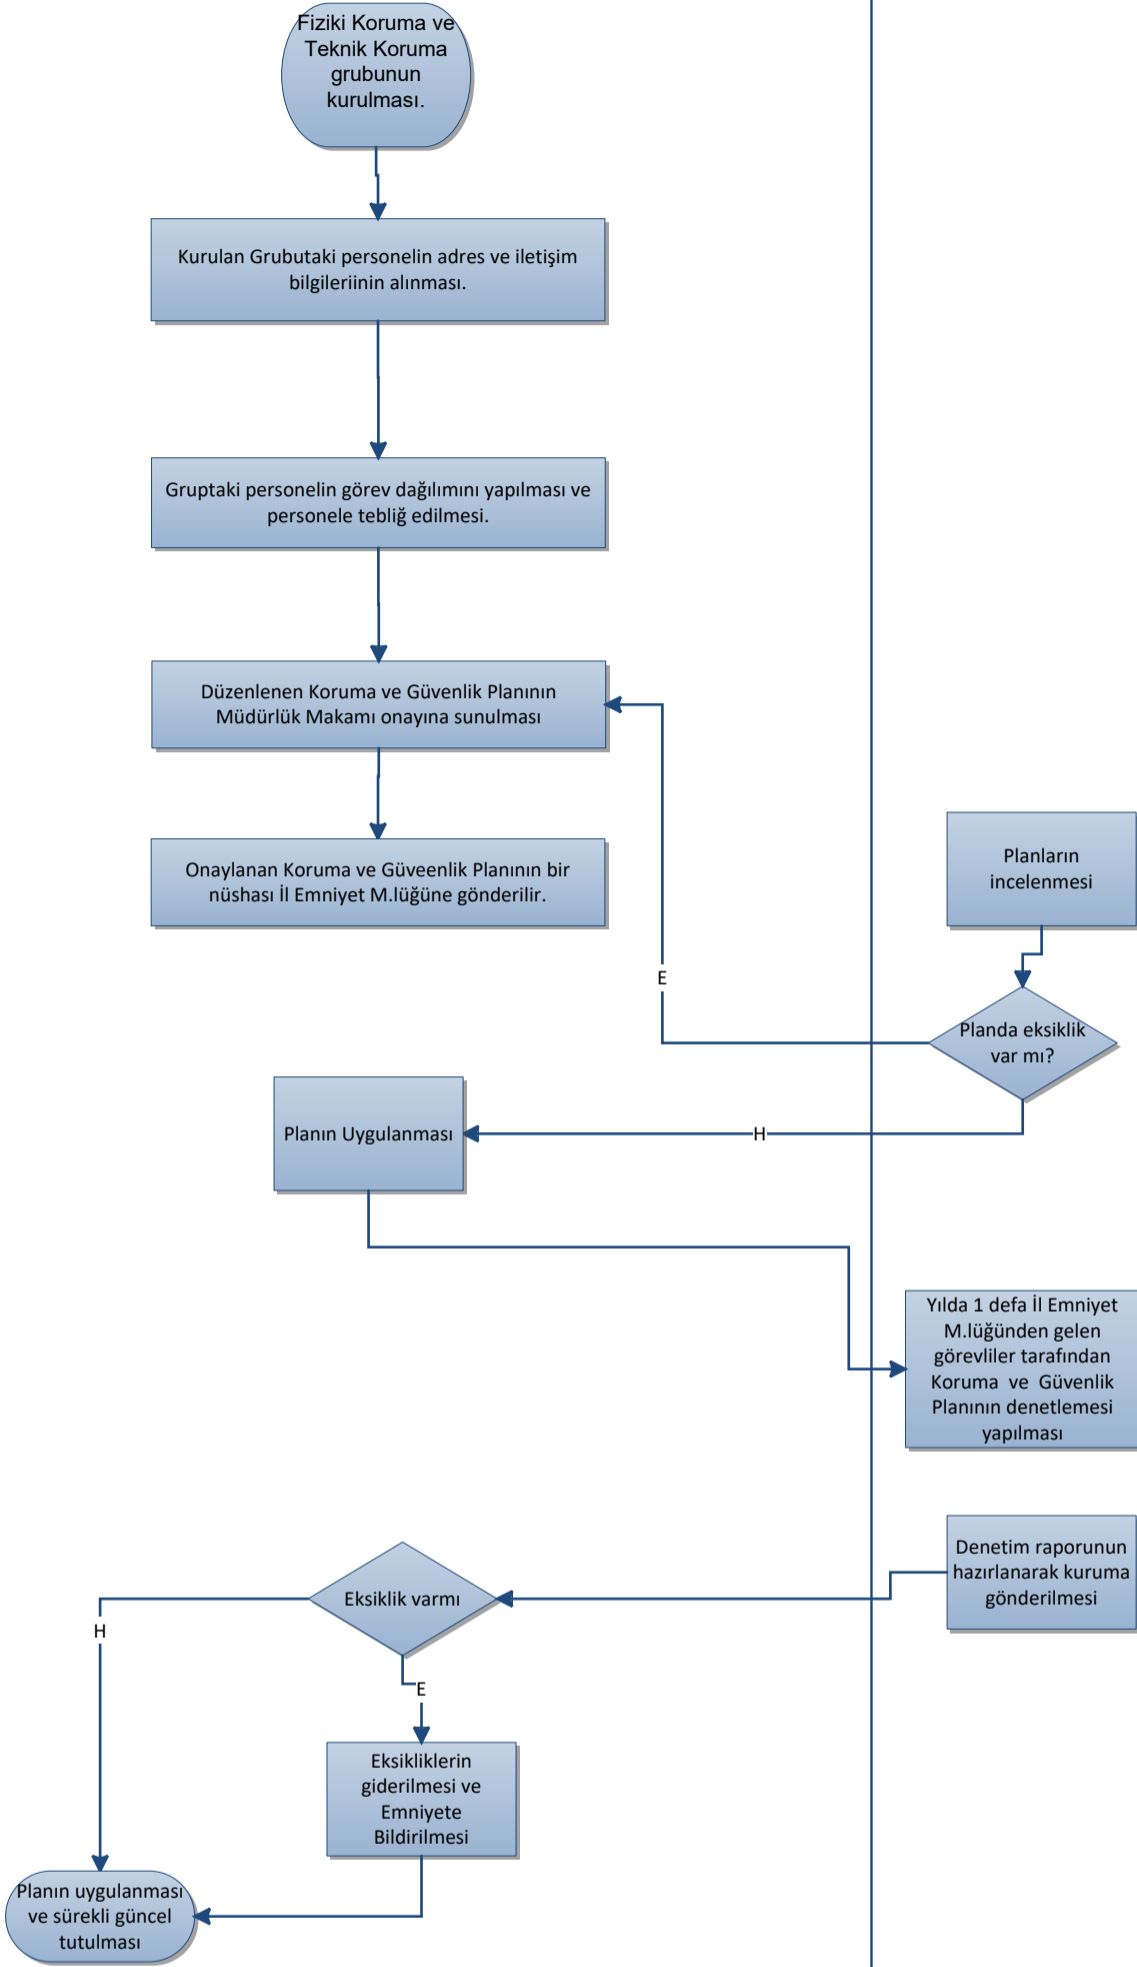 Fiziki Koruma ve
Teknik Koruma
grubunun
kurulması.
Kurulan Grubutaki personelin adres ve iletişim
bilgileriinin alınması.
Gruptaki personelin görev dağılımını yapılması ve
personele tebliğ edilmesi.
Düzenlenen Koruma ve Güvenlik Planının
Müdürlük Makamı onayına sunulması
Onaylanan Koruma ve Güveenlik Planının bir
nüshası İl Emniyet M.lüğüne gönderilir.
Planların
incelenmesi
E
Planda eksiklik
var mı?
Planın Uygulanması
H
Yılda 1 defa İl Emniyet
M.lüğünden gelen
görevliler tarafından
Koruma  ve  Güvenlik
Planının denetlemesi
yapılması
Denetim raporunun
hazırlanarak kuruma
gönderilmesi
Eksiklik varmı
H
E
Eksikliklerin
giderilmesi ve
Emniyete
Bildirilmesi
Planın uygulanması
ve sürekli güncel
tutulması